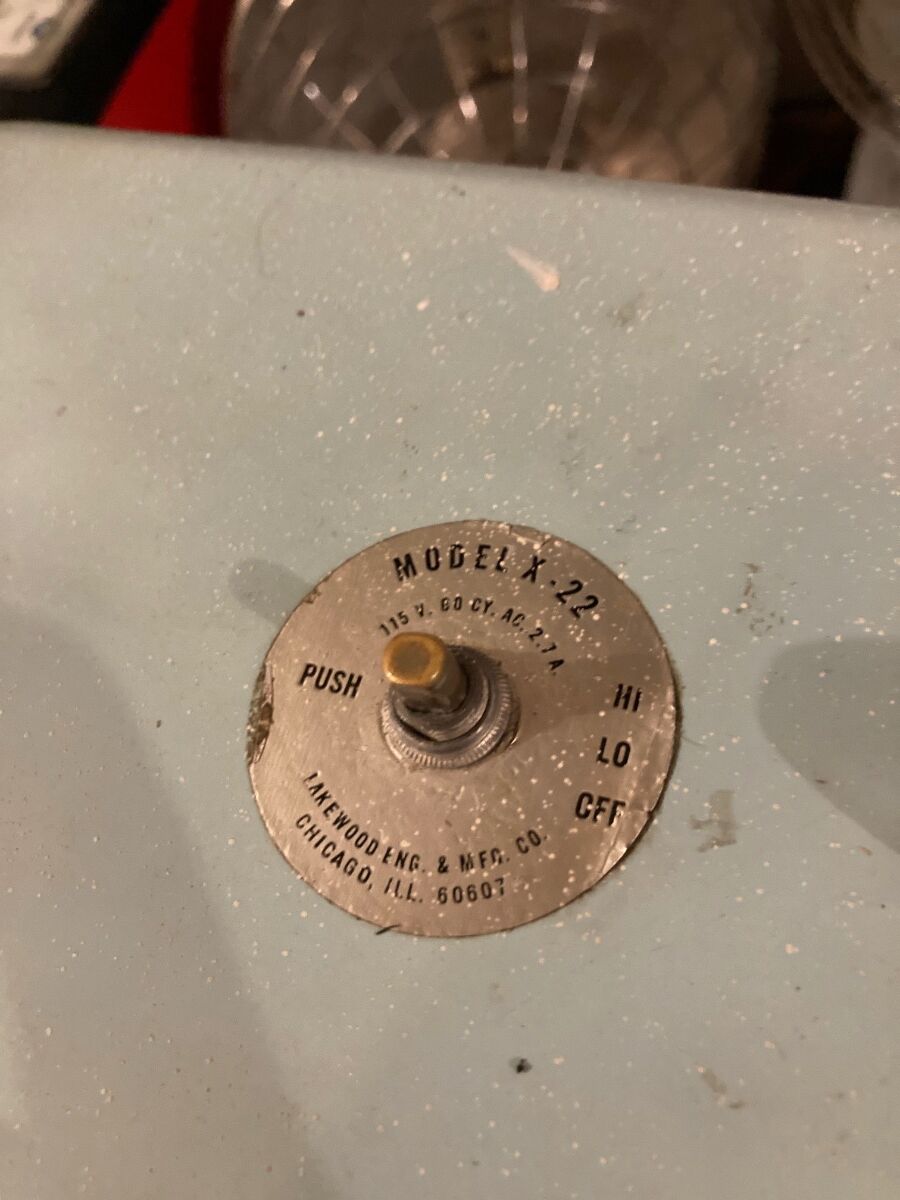 MODEL X-22
115 V. 60 CY. AC. 2.7 A.
PUSH
HI
LO
OFF
LAKEWOOD ENG. & MFG. CO.
CHICAGO, ILL. 60607